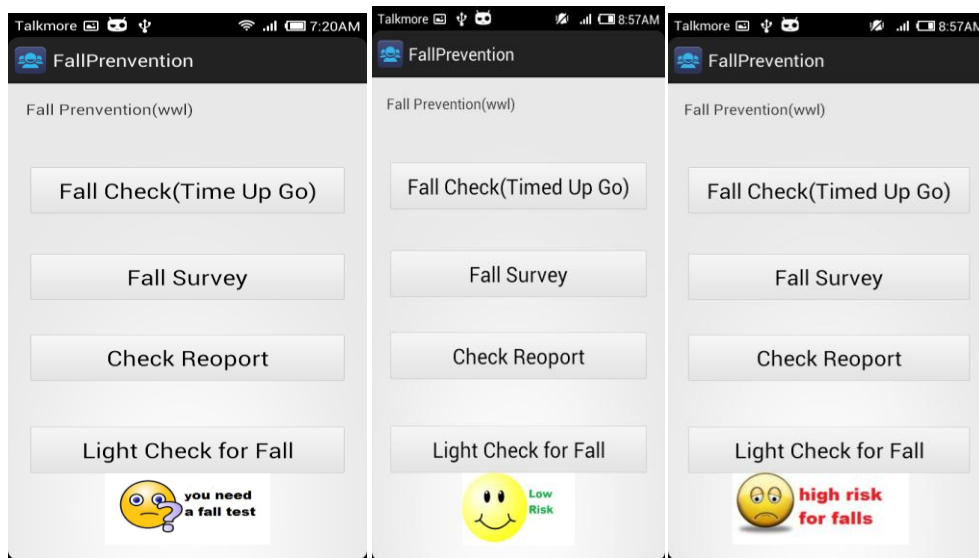 Talkmore 7:20AM
FallPrenvention
Fall Prenvention(wwl)
Fall Check(Time Up Go)
Fall Survey
Check Reoport
Light Check for Fall
you need
a fall test
Talkmore 8:57AM
FallPrevention
Fall Prevention(wwl)
Fall Check(Timed Up Go)
Fall Survey
Check Reoport
Light Check for Fall
Low
Risk
Talkmore 8:57AM
FallPrevention
Fall Prevention(wwl)
Fall Check(Timed Up Go)
Fall Survey
Check Reoport
Light Check for Fall
high risk
for falls